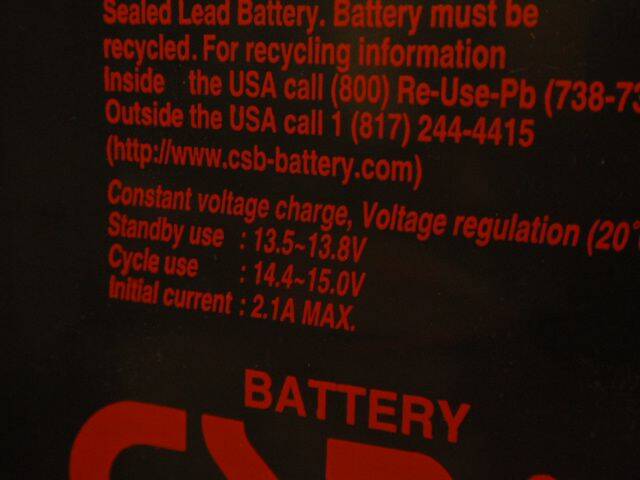 Sealed Lead Battery. Battery must be
recycled. For recycling information
Inside the USA call (800) Re-Use-Pb (738-73
Outside the USA call 1 (817) 244-4415
(http://www.csb-battery.com)
Constant voltage charge, Voltage regulation (20°
Standby use : 13.5~13.8V
Cycle use : 14.4~15.0V
Initial current : 2.1A MAX.
BATTERY
CSB